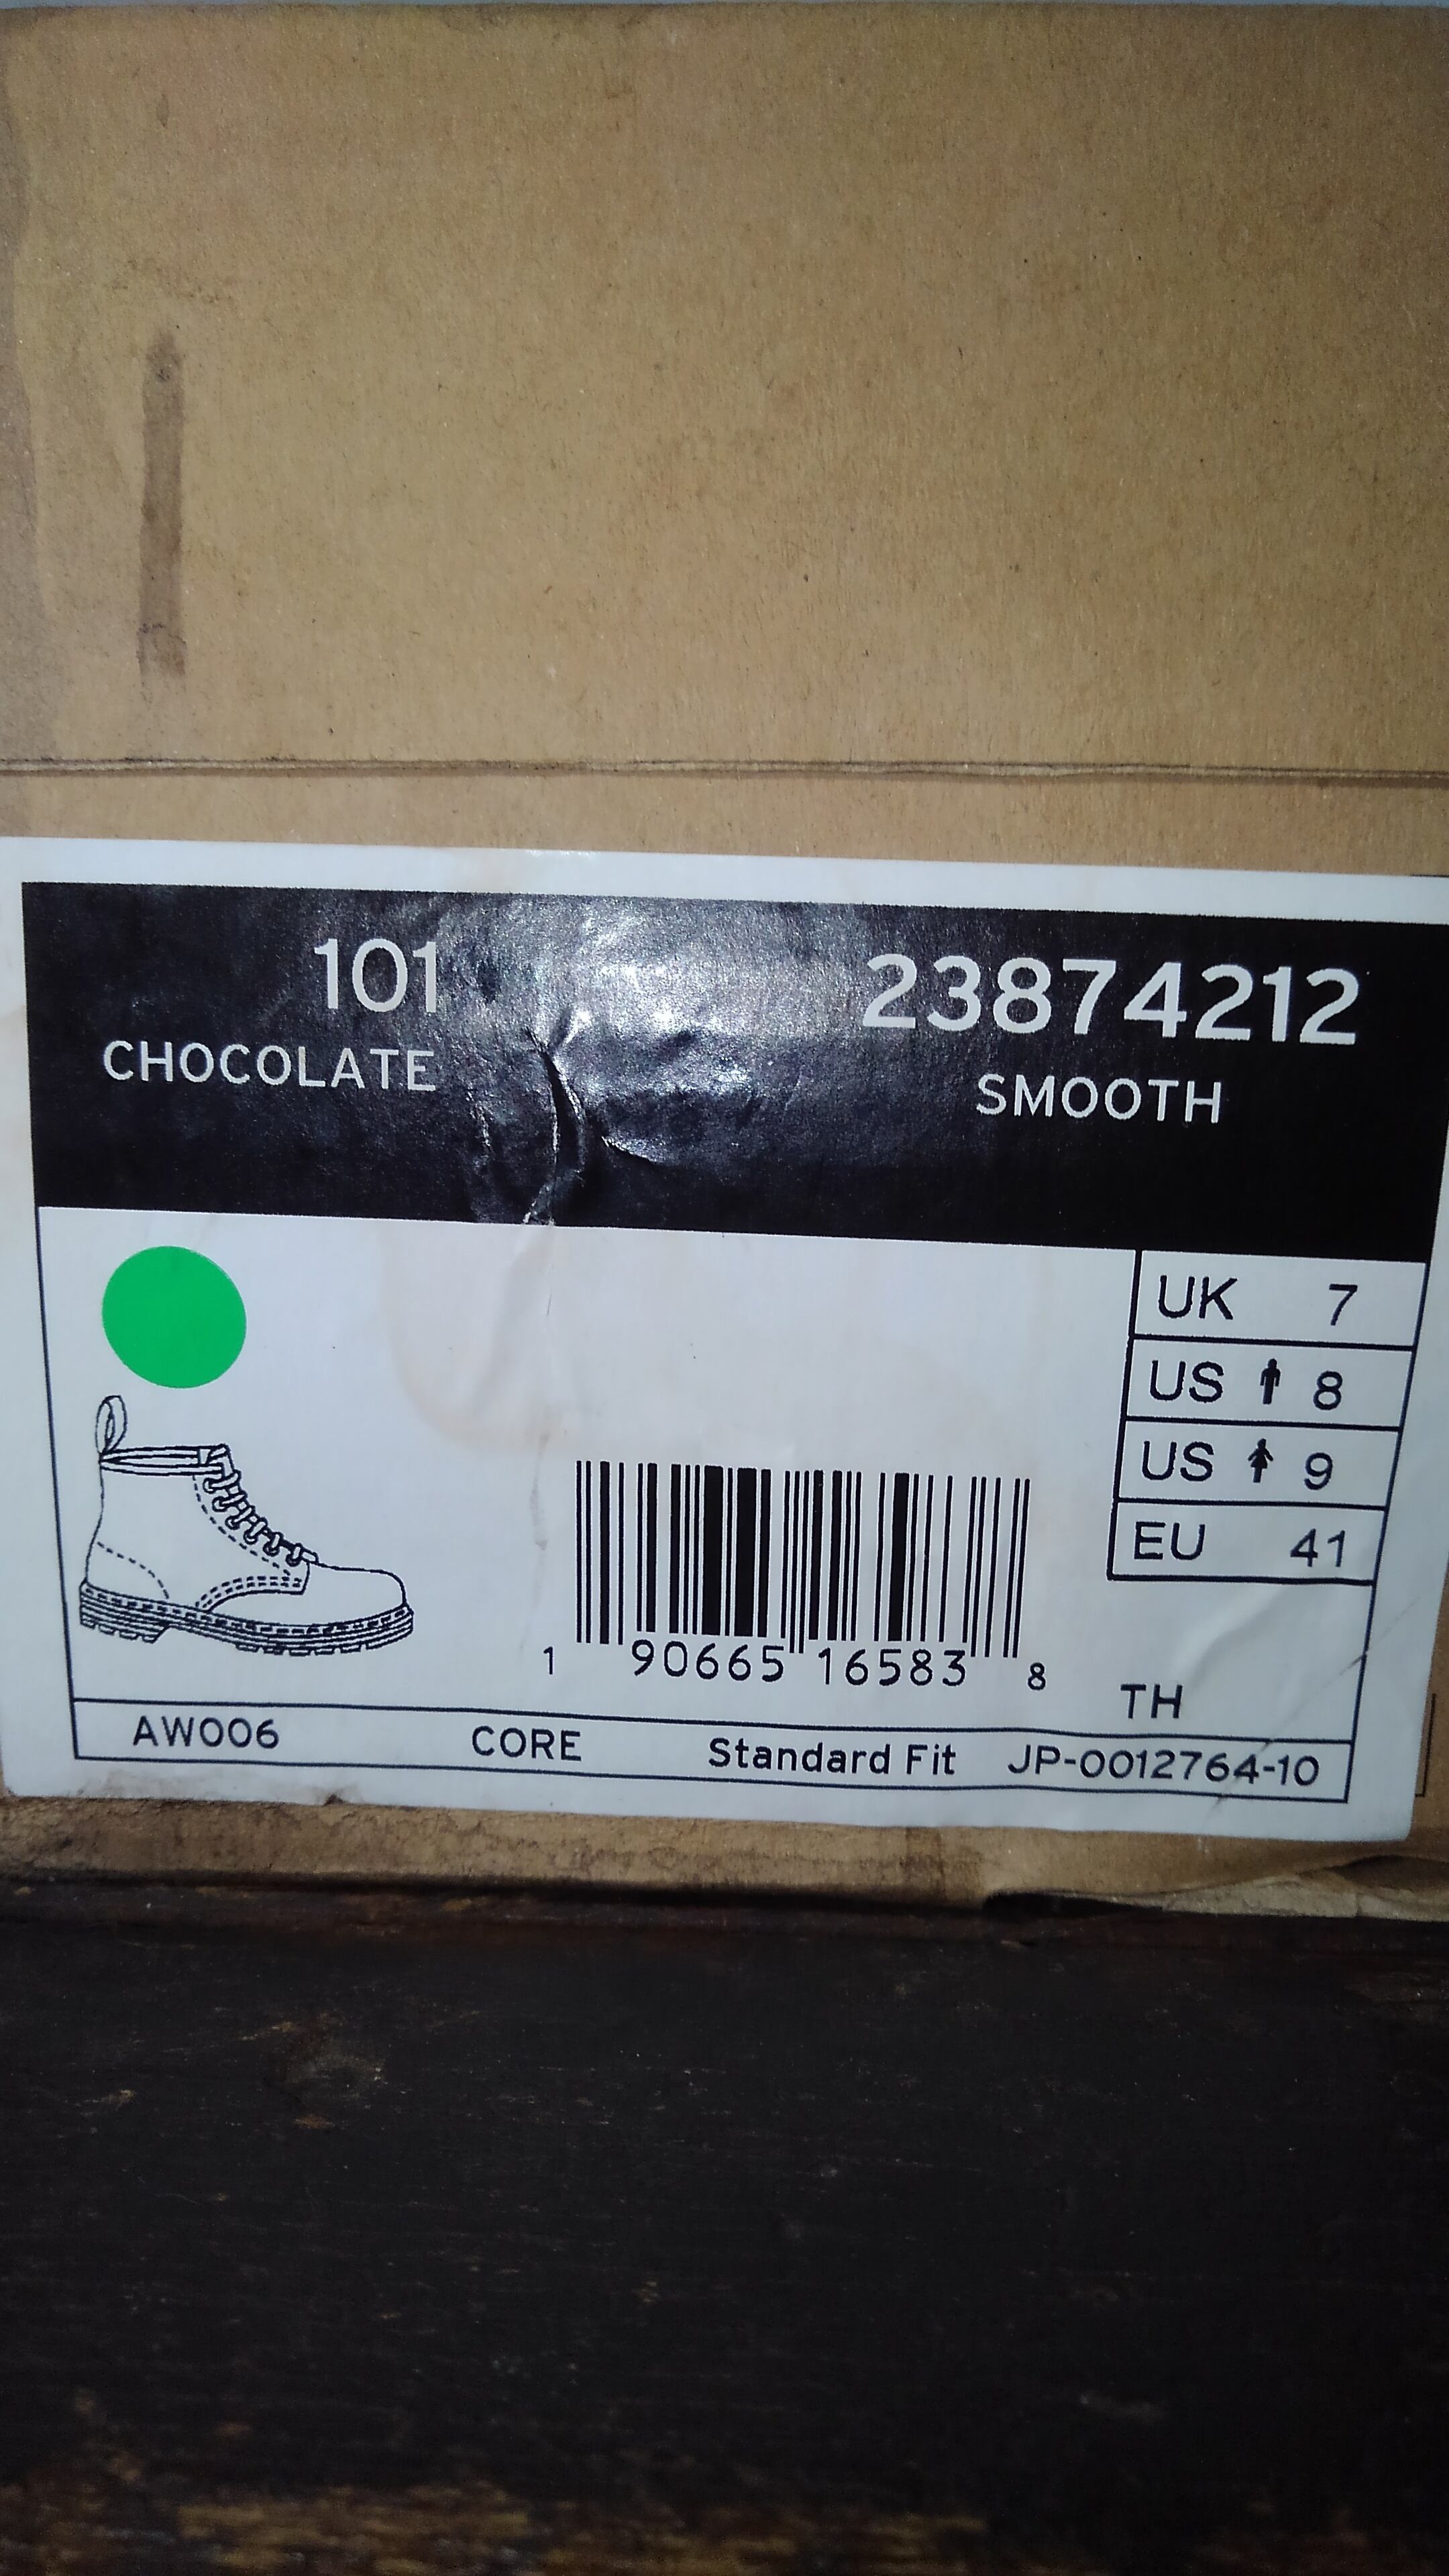 101
CHOCOLATE
23874212
SMOOTH
UK 7
US 8
US 9
EU 41
1 90665 16583 8
TH
AW006 CORE Standard Fit JP-0012764-10